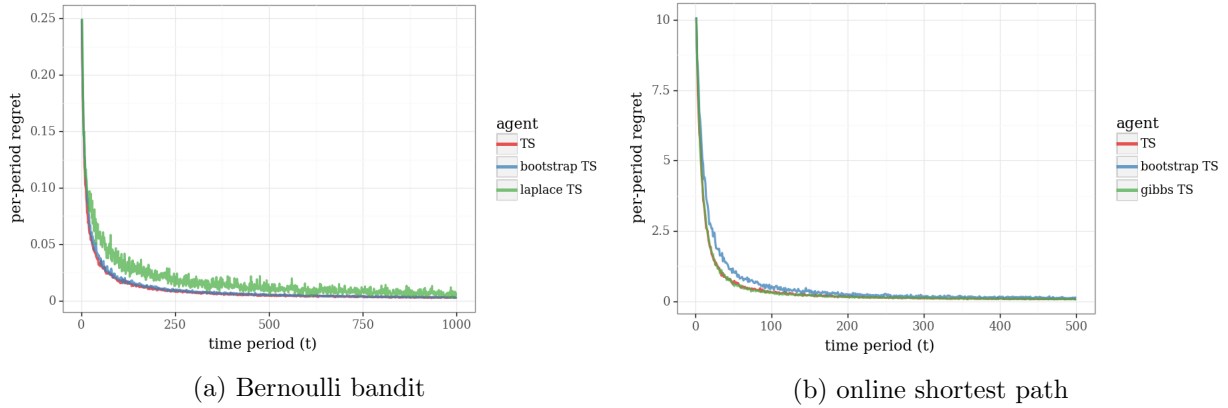 0.25
0.20
0.15
0.10
0.05
0
0
250
500
750
1000
per-period regret
time period (t)
agent
TS
bootstrap TS
laplace TS
(a) Bernoulli bandit
10
7.5
5
2.5
0
0
100
200
300
400
500
per-period regret
time period (t)
agent
TS
bootstrap TS
gibbs TS
(b) online shortest path